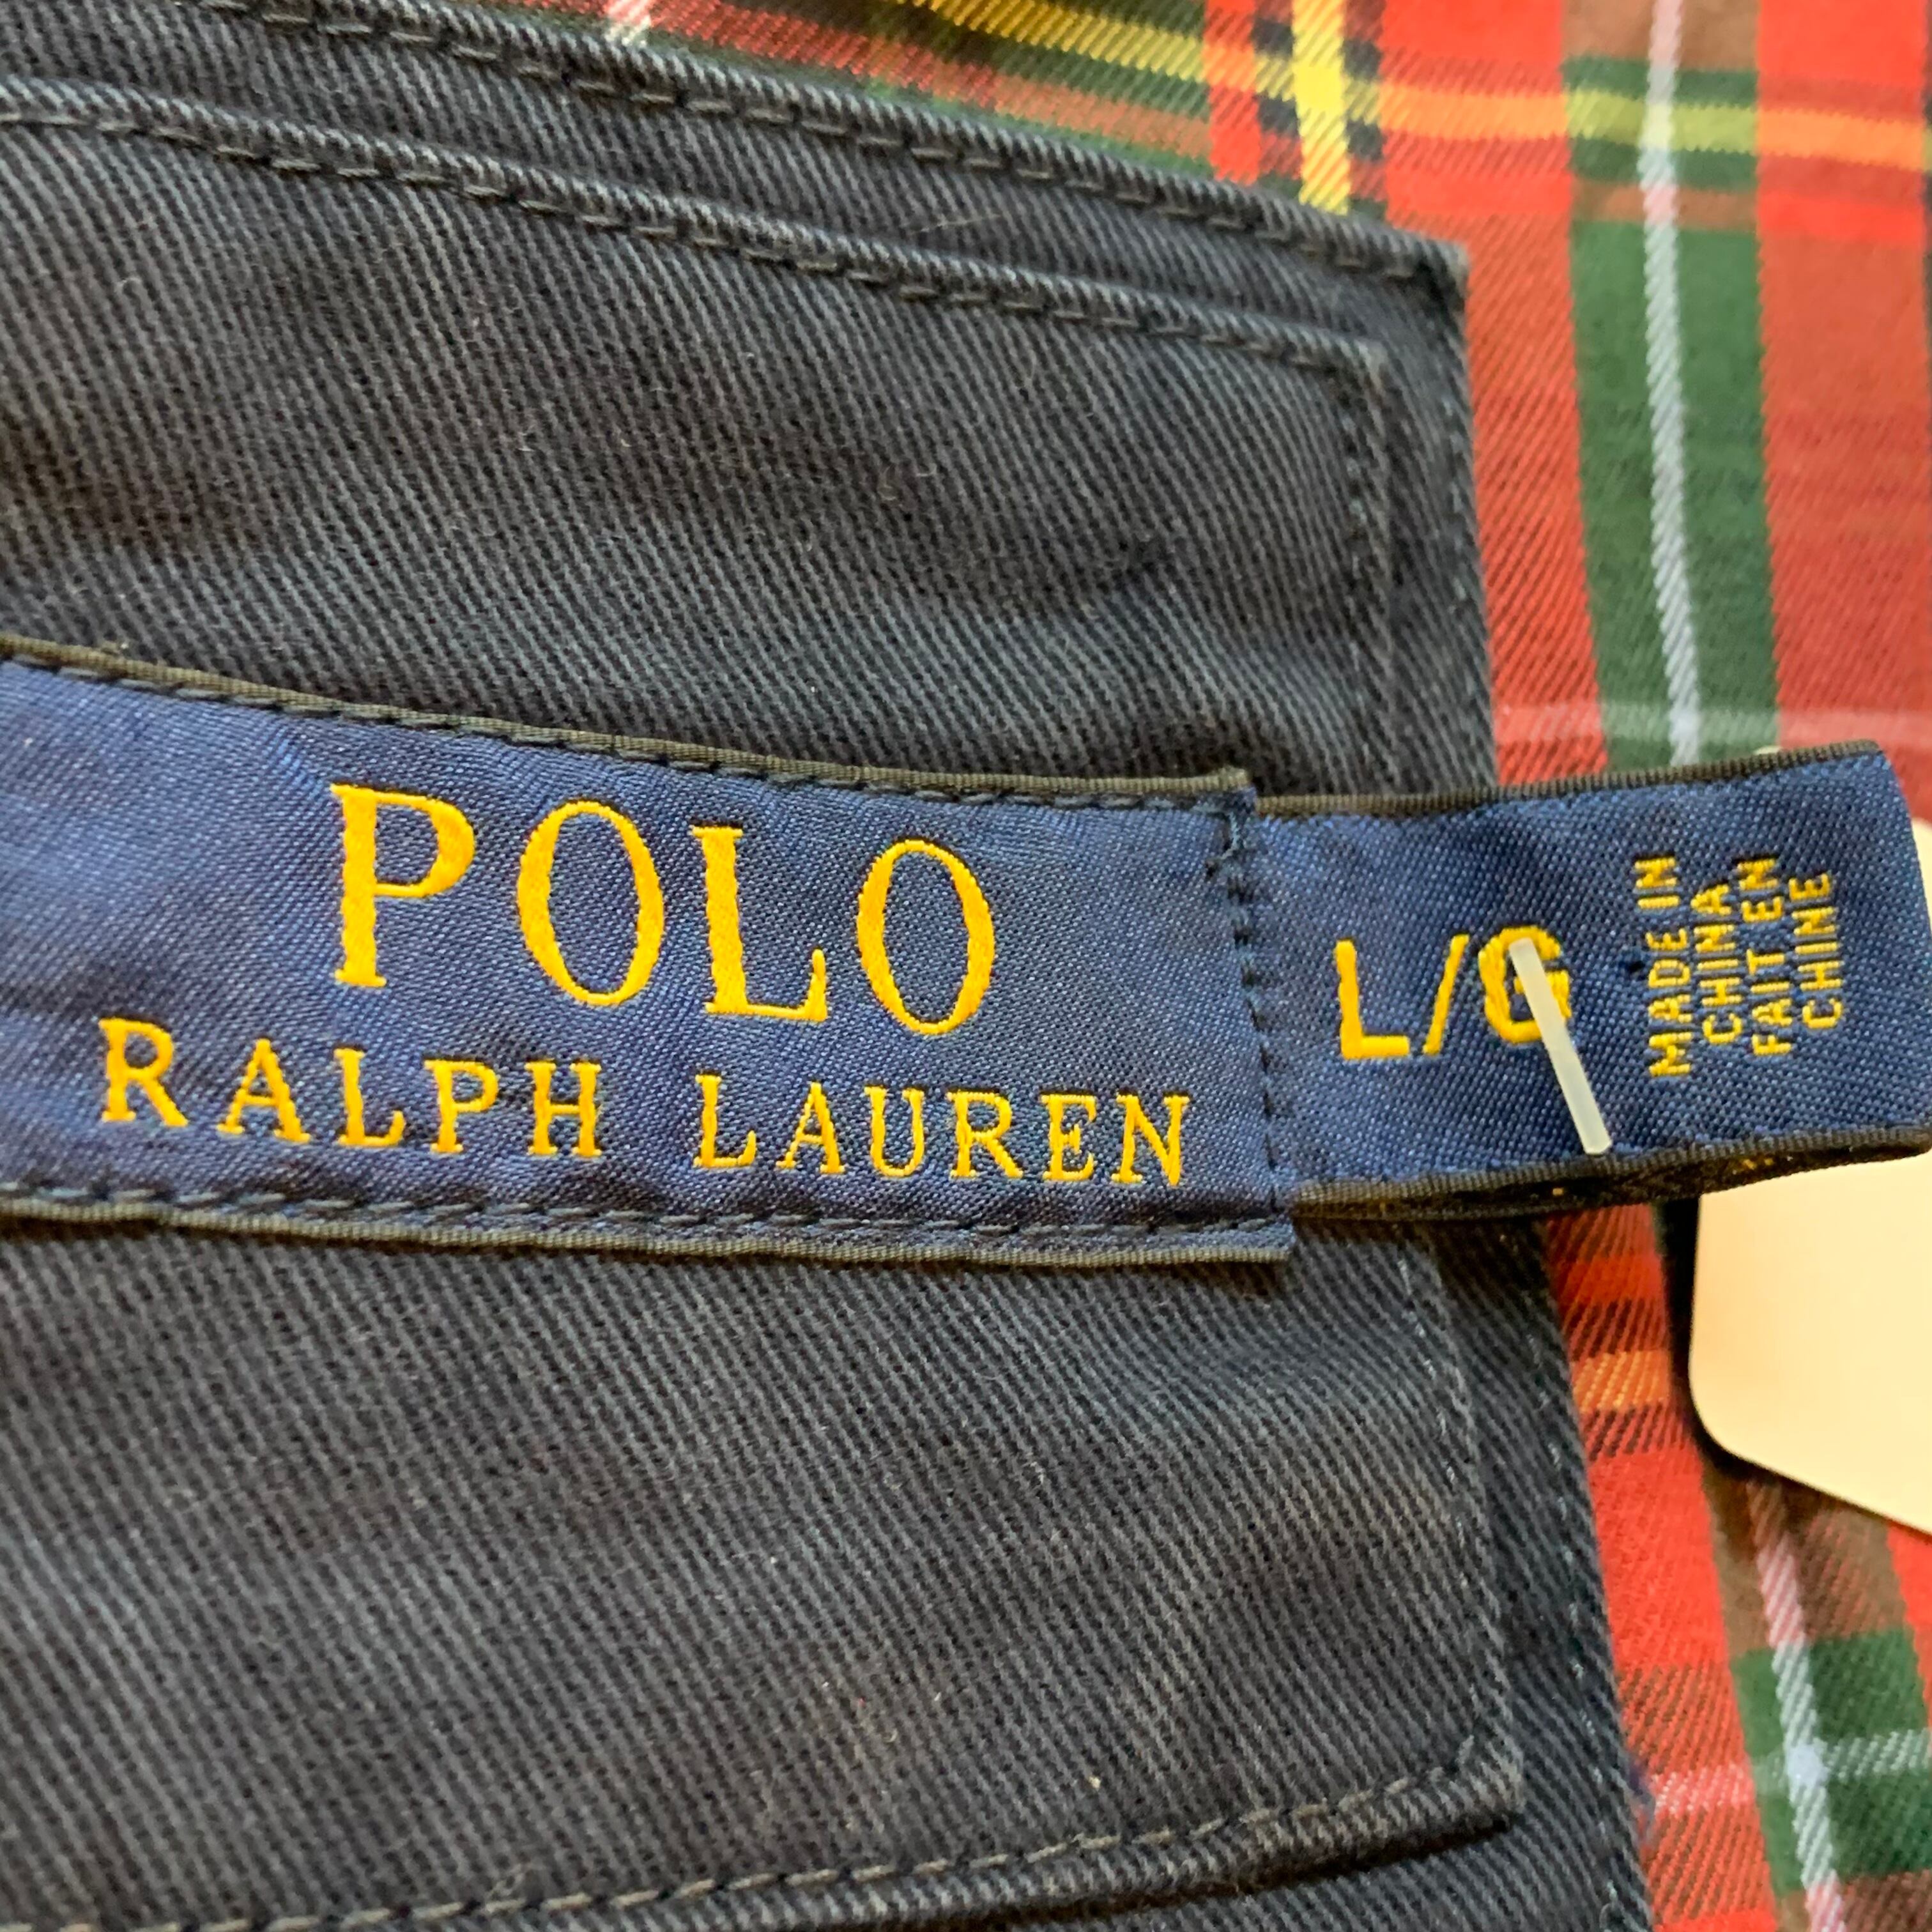 POLO
RALPH LAUREN
L/G
MADE IN
CHINA
FAIT EN
CHINE